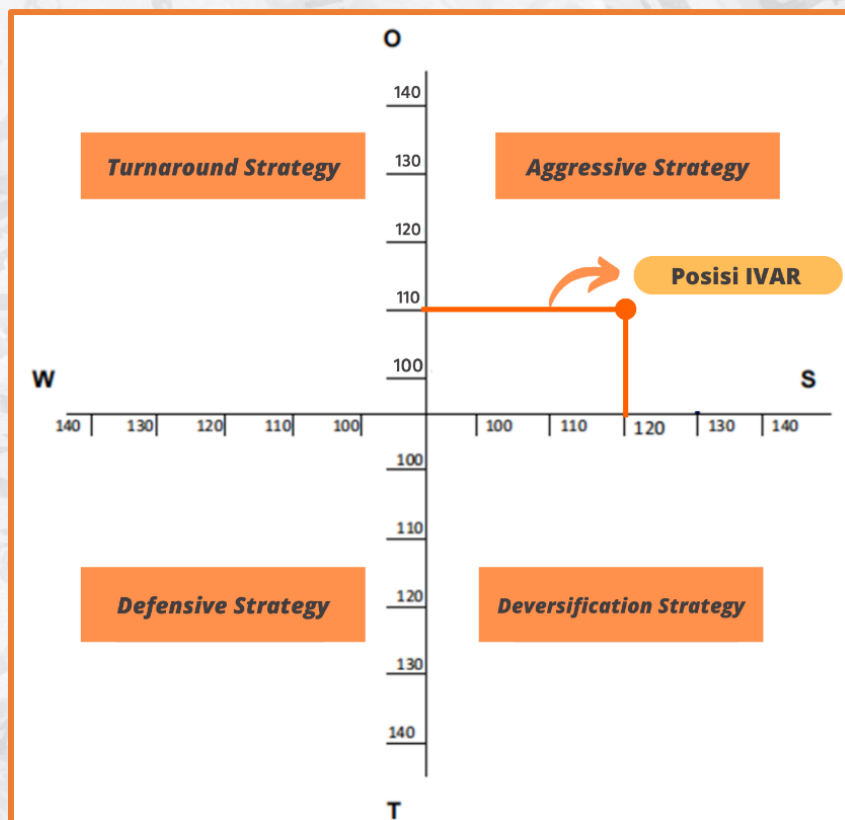 O
140
Turnaround Strategy
130
Aggressive Strategy
120
Posisi IVAR
110
100
W
S
140 130 120 110 100 100 110 120 130 140
100
110
Defensive Strategy
120
Deversification Strategy
130
140
T